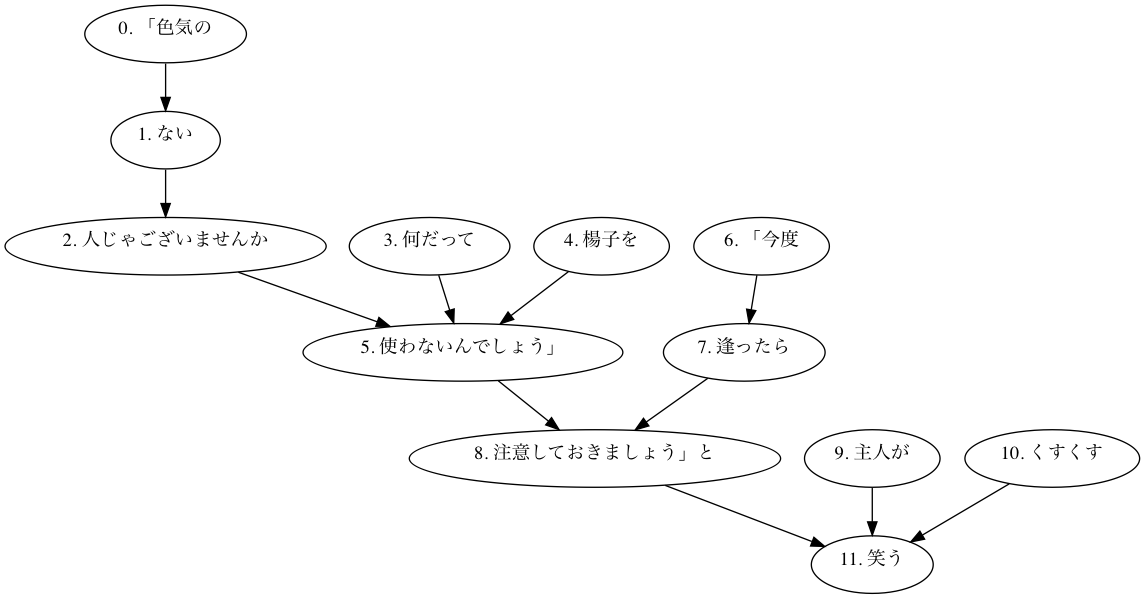 0. 「色気の
1. ない
2. 人じゃございませんか
3. 何だって
4. 楊子を
6. 「今度
5. 使わないんでしょう」
7. 逢ったら
8. 注意しておきましょう」と
9. 主人が
10. くすくす
11. 笑う